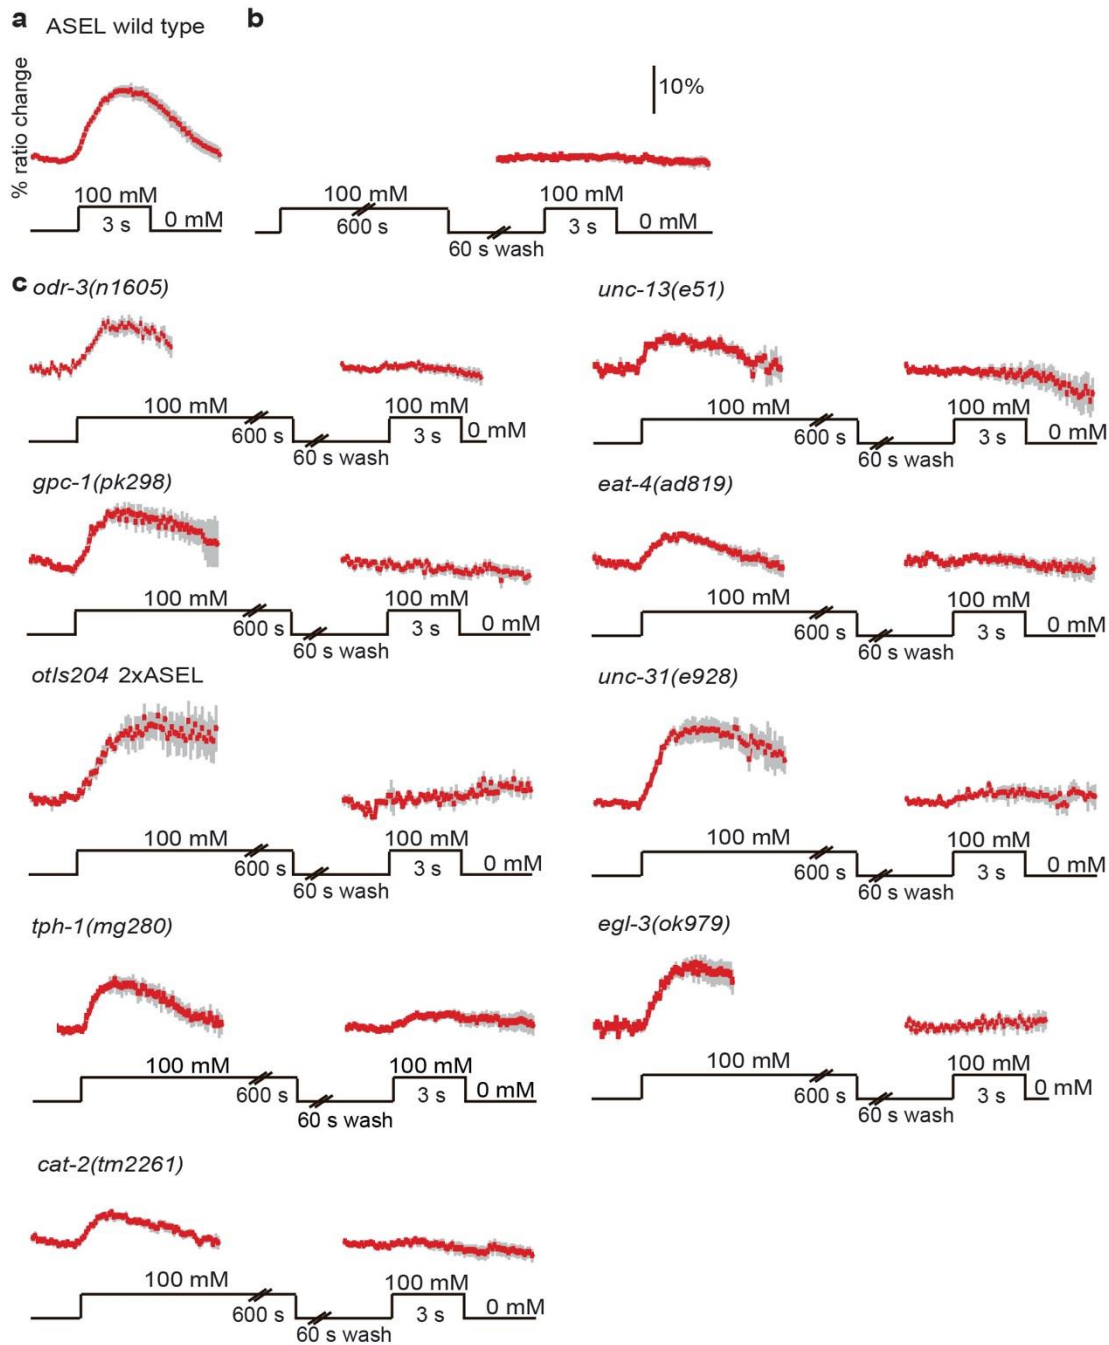 a ASEL wild type
b
% ratio change
10%
100 mM
3 s
0 mM
100 mM
600 s
60 s wash
100 mM
3 s
0 mM
c odr-3(n1605)
100 mM
600 s
60 s wash
100 mM
3 s
0 mM
unc-13(e51)
100 mM
600 s
60 s wash
100 mM
3 s
0 mM
gpc-1(pk298)
100 mM
600 s
60 s wash
100 mM
3 s
0 mM
eat-4(ad819)
100 mM
600 s
60 s wash
100 mM
3 s
0 mM
otIs204 2xASEL
100 mM
600 s
60 s wash
100 mM
3 s
0 mM
unc-31(e928)
100 mM
600 s
60 s wash
100 mM
3 s
0 mM
tph-1(mg280)
100 mM
600 s
60 s wash
100 mM
3 s
0 mM
egl-3(ok979)
100 mM
600 s
60 s wash
100 mM
3 s
0 mM
cat-2(tm2261)
100 mM
600 s
60 s wash
100 mM
3 s
0 mM